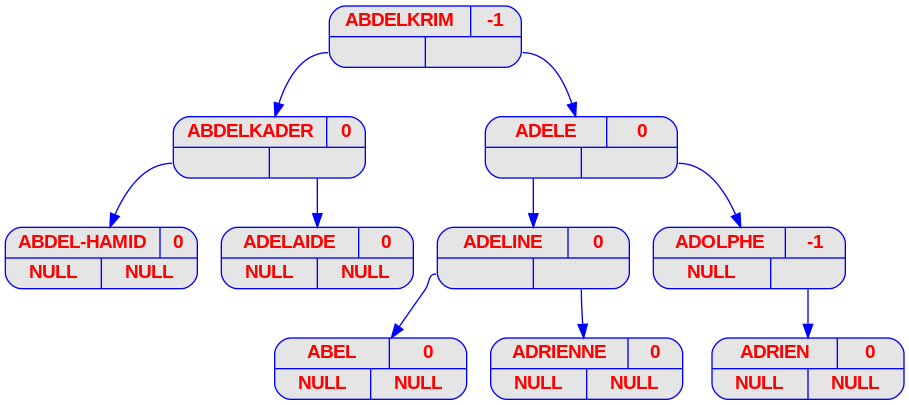 ABDELKRIM -1
ABDELKADER 0 ADELE 0
ABDEL-HAMID 0 ADELAIDE 0 ADELINE 0 ADOLPHE -1
NULL NULL NULL NULL NULL
ABEL 0 ADRIENNE 0 ADRIEN 0
NULL NULL NULL NULL NULL NULL